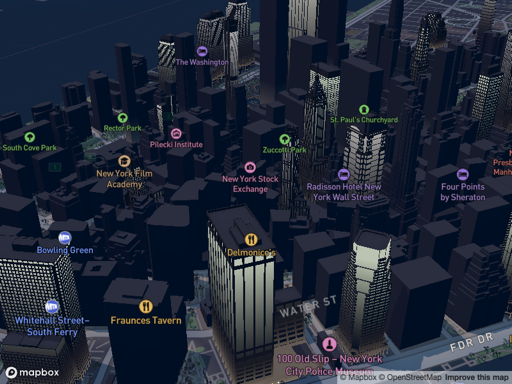 The Washington
Rector Park
South Cove Park
Pilecki Institute
St. Paul's Churchyard
Zuccotti Park
New York Film
Academy
New York Stock
Exchange
Radisson Hotel New
York Wall Street
Four Points
by Sheraton
Bowling Green
Delmonico's
Whitehall Street–
South Ferry
Fraunces Tavern
WATER ST
FDR DR
100 Old Slip – New York
City Police Museum
mapbox
© Mapbox © OpenStreetMap Improve this map